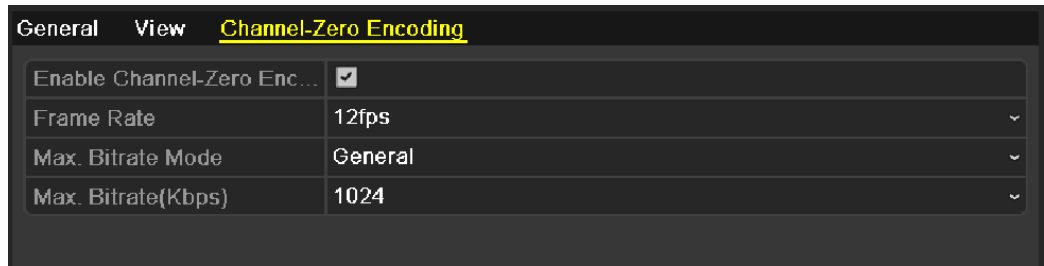 General View Channel-Zero Encoding
Enable Channel-Zero Enc...
Frame Rate 12fps
Max. Bitrate Mode General
Max. Bitrate(Kbps) 1024